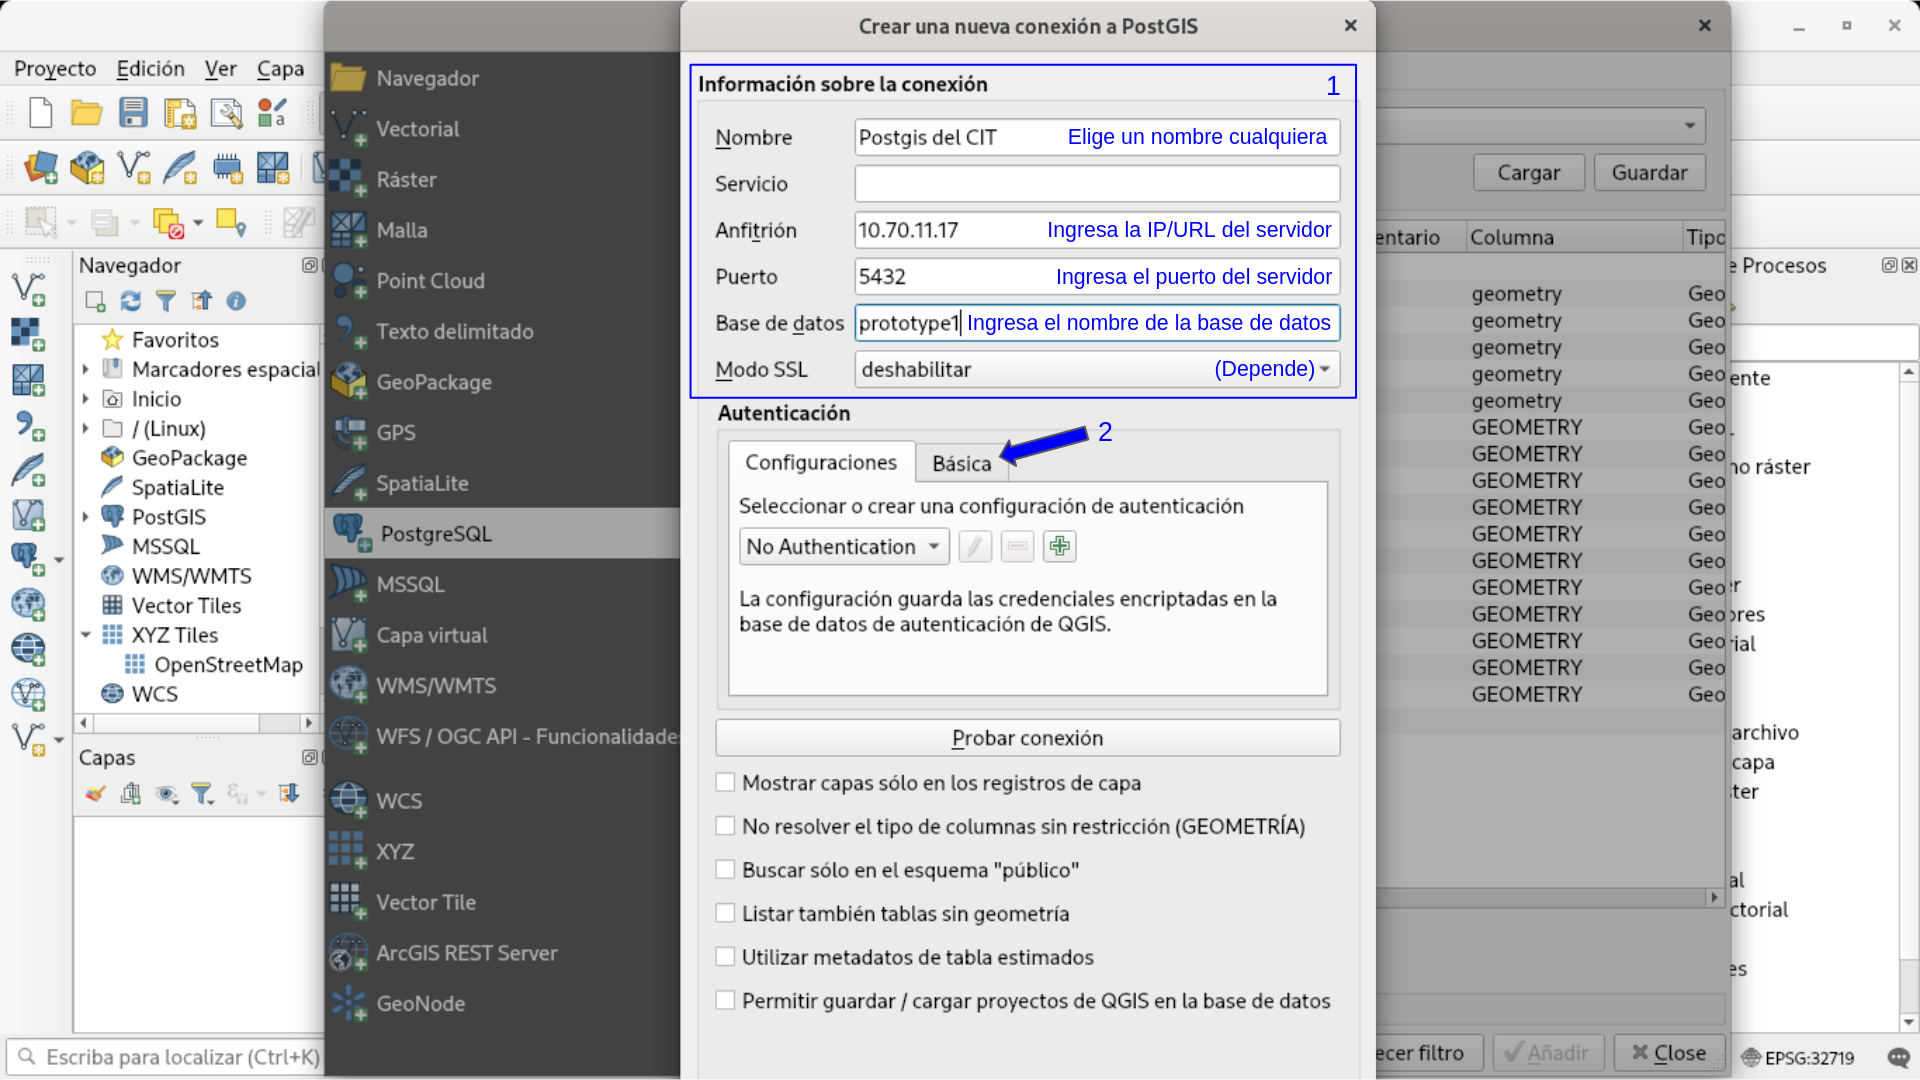 Crear una nueva conexión a PostGIS
Proyecto Edición Ver Capa
Navegador
Favoritos
Marcadores espacial
Inicio
/ (Linux)
GeoPackage
SpatiaLite
PostGIS
MSSQL
WMS/WMTS
Vector Tiles
XYZ Tiles
OpenStreetMap
WCS
Capas
Escriba para localizar (Ctrl+K)
Navegador
Vectorial
Ráster
Malla
Point Cloud
Texto delimitado
GeoPackage
GPS
SpatiaLite
PostgreSQL
MSSQL
Capa virtual
WMS/WMTS
WFS / OGC API - Funcionalidades
WCS
XYZ
Vector Tile
ArcGIS REST Server
GeoNode
Información sobre la conexión 1
Nombre Postgis del CIT Elige un nombre cualquiera
Servicio
Anfitrión 10.70.11.17 Ingresa la IP/URL del servidor
Puerto 5432 Ingresa el puerto del servidor
Base de datos prototype1 Ingresa el nombre de la base de datos
Modo SSL deshabilitar (Depende)
Autenticación
2
Configuraciones Básica
Seleccionar o crear una configuración de autenticación
No Authentication
La configuración guarda las credenciales encriptadas en la
base de datos de autenticación de QGIS.
Probar conexión
Mostrar capas sólo en los registros de capa
No resolver el tipo de columnas sin restricción (GEOMETRÍA)
Buscar sólo en el esquema "público"
Listar también tablas sin geometría
Utilizar metadatos de tabla estimados
Permitir guardar / cargar proyectos de QGIS en la base de datos
Cargar Guardar
entario Columna Tipo
geometry Geo
geometry Geo
geometry Geo
geometry Geo
geometry Geo
GEOMETRY Geo
GEOMETRY Geo
GEOMETRY Geo
GEOMETRY Geo
GEOMETRY Geo
GEOMETRY Geo
GEOMETRY Geo
GEOMETRY Geo
GEOMETRY Geo
GEOMETRY Geo
GEOMETRY Geo
ecer filtro Añadir Close
e Procesos
ente
no ráster
er
ores
rial
archivo
capa
ster
al
ctorial
es
EPSG:32719